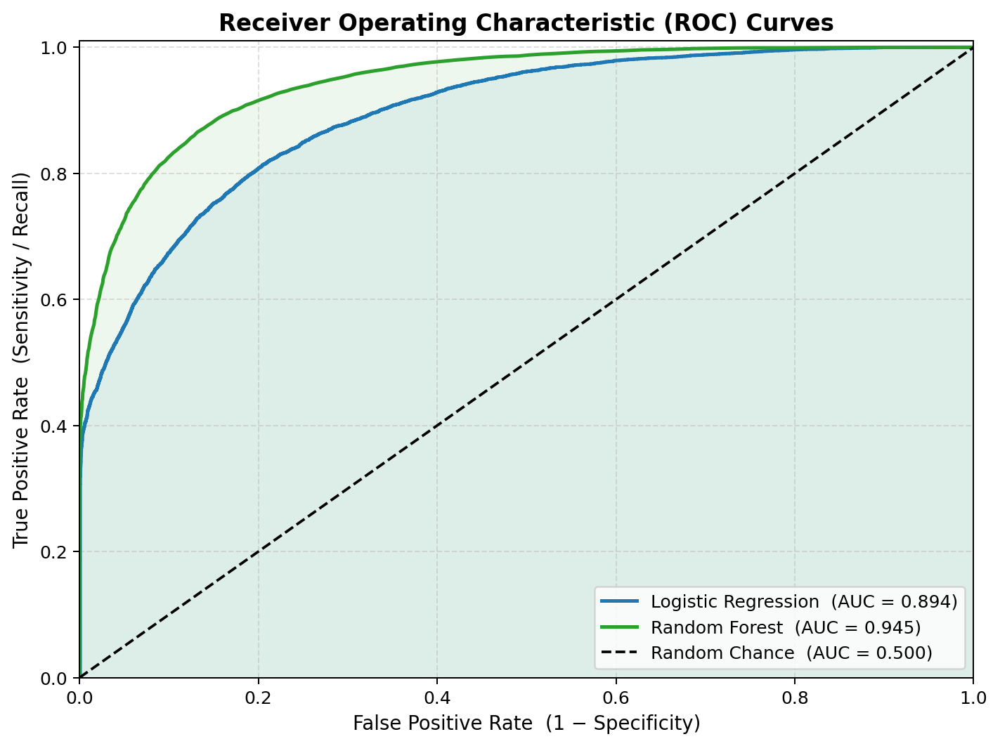 Receiver Operating Characteristic (ROC) Curves
True Positive Rate (Sensitivity / Recall)
1.0
0.8
0.6
0.4
0.2
0.0
Logistic Regression (AUC = 0.894)
Random Forest (AUC = 0.945)
Random Chance (AUC = 0.500)
0.0 0.2 0.4 0.6 0.8 1.0
False Positive Rate (1 − Specificity)